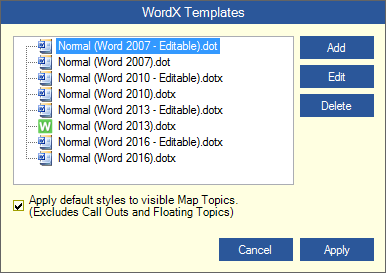 WordX Templates
Normal (Word 2007 - Editable).dot
Normal (Word 2007).dot
Normal (Word 2010 - Editable).dotx
Normal (Word 2010).dotx
Normal (Word 2013 - Editable).dotx
W Normal (Word 2013).dotx
Normal (Word 2016 - Editable).dotx
Normal (Word 2016).dotx
Add
Edit
Delete
Apply default styles to visible Map Topics.
(Excludes Call Outs and Floating Topics)
Cancel
Apply